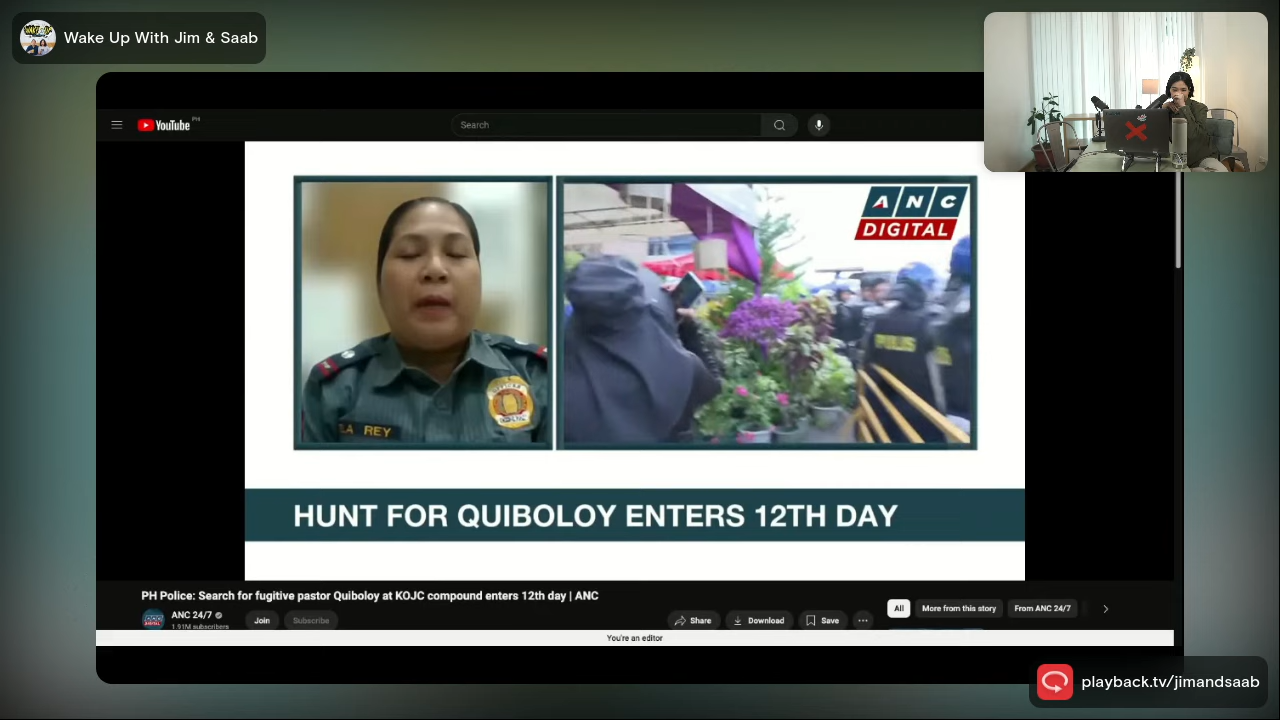 Wake Up With Jim & Saab
YouTube PH
Search
ANC
DIGITAL
POLIS
ELA REY
HUNT FOR QUIBOLOY ENTERS 12TH DAY
PH Police: Search for fugitive pastor Quiboloy at KOJC compound enters 12th day | ANC
ANC 24/7
1.91M subscribers
Join
Subscribe
Share
Download
Save
All
More from this story
From ANC 24/7
You're an editor
playback.tv/jimandsaab